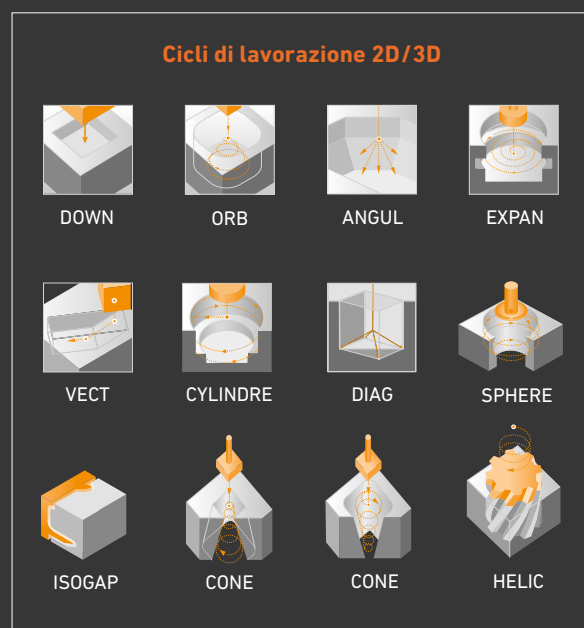 Cicli di lavorazione 2D/3D
DOWN
ORB
ANGUL
EXPAN
VECT
CYLINDRE
DIAG
SPHERE
ISOGAP
CONE
CONE
HELIC